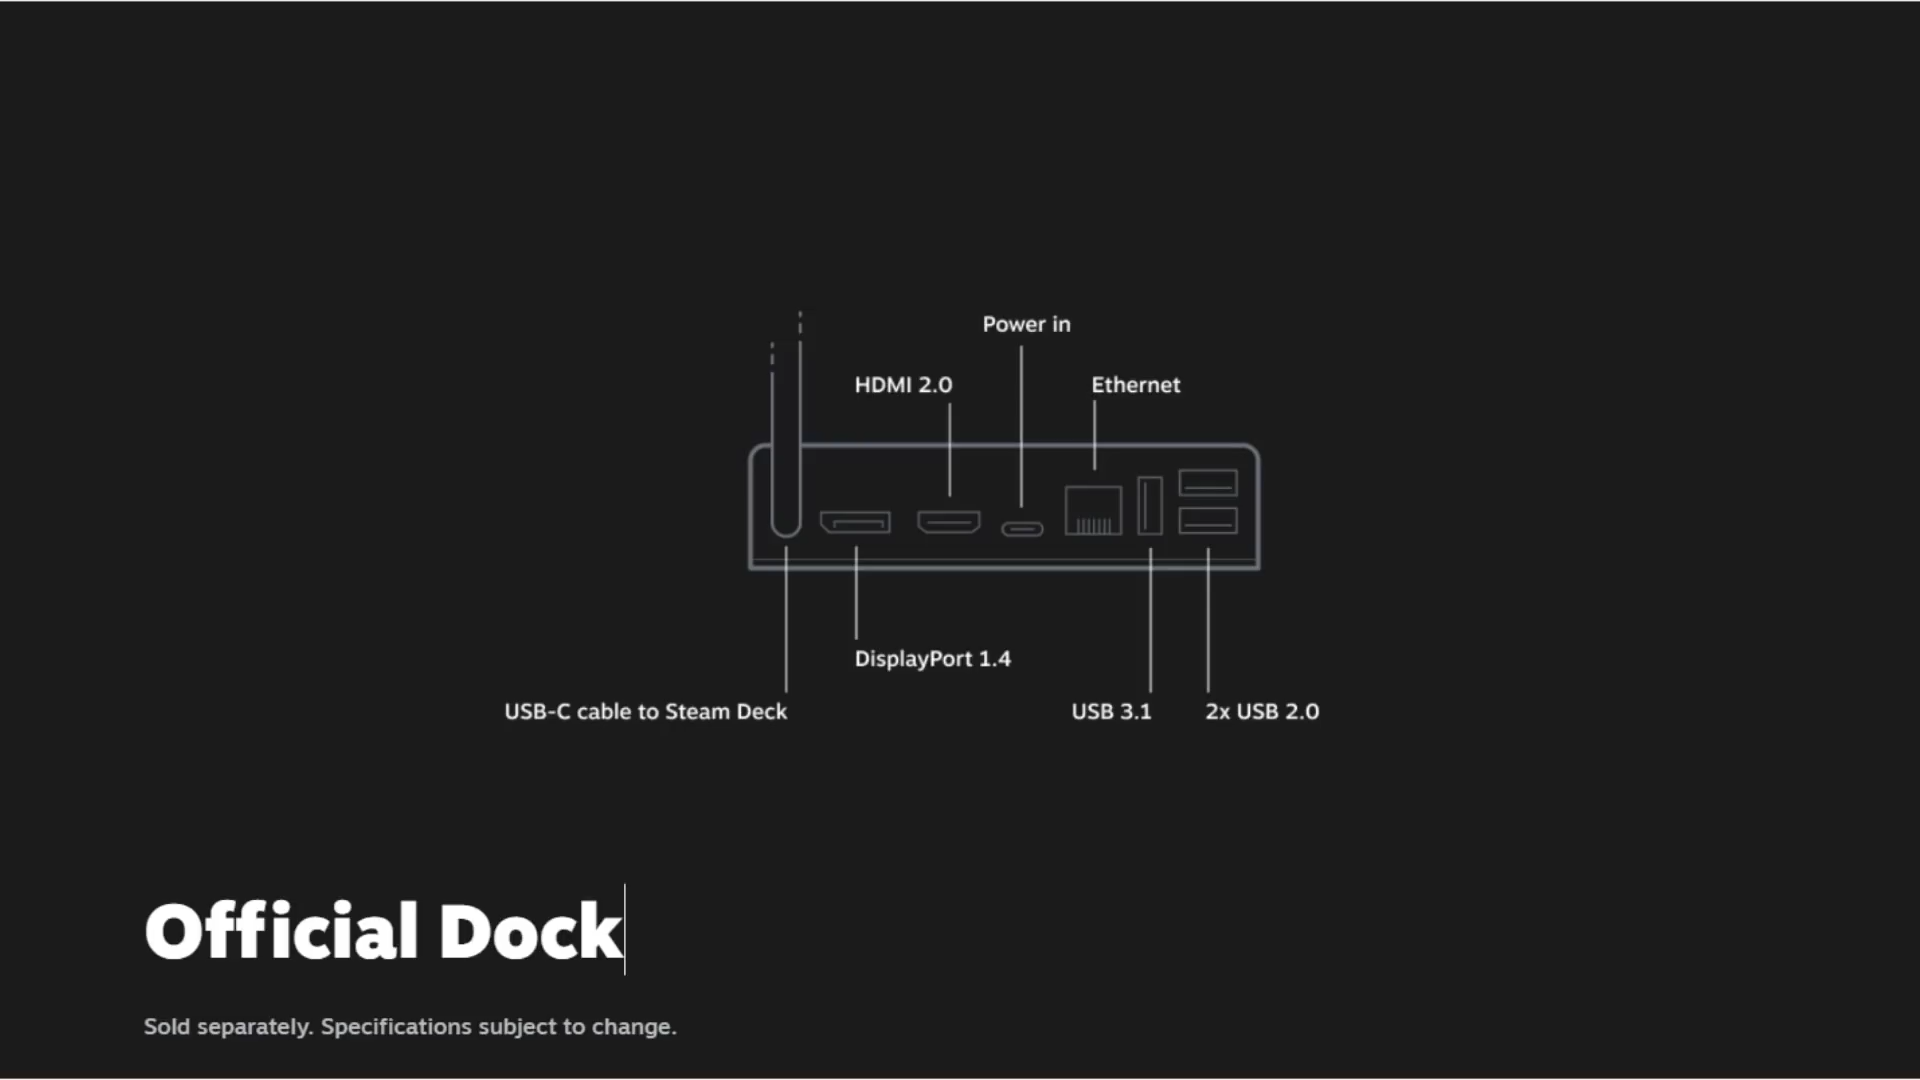 Power in
HDMI 2.0
Ethernet
DisplayPort 1.4
USB-C cable to Steam Deck
USB 3.1
2x USB 2.0
Official Dock
Sold separately. Specifications subject to change.